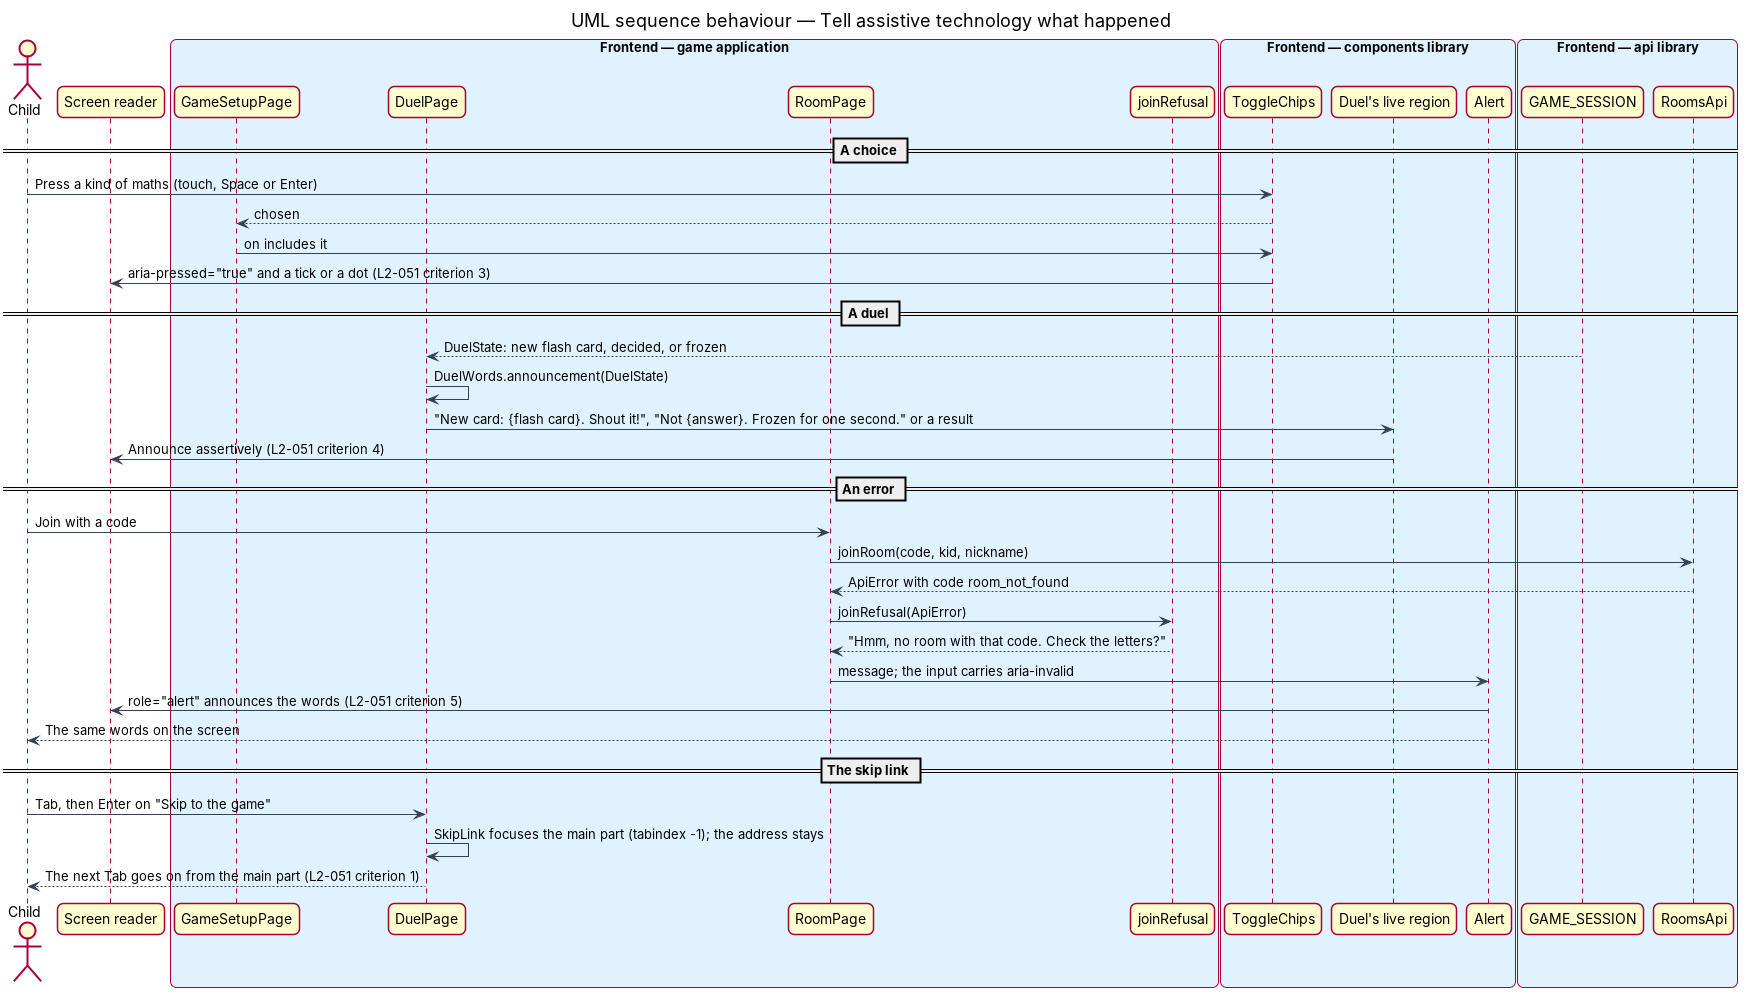 UML sequence behaviour — Tell assistive technology what happened
Frontend — game application
Frontend — components library
Frontend — api library
Child
Screen reader
GameSetupPage
DuelPage
RoomPage
joinRefusal
ToggleChips
Duel's live region
Alert
GAME_SESSION
RoomsApi
A choice
Press a kind of maths (touch, Space or Enter)
chosen
on includes it
aria-pressed="true" and a tick or a dot (L2-051 criterion 3)
A duel
DuelState: new flash card, decided, or frozen
DuelWords.announcement(DuelState)
"New card: {flash card}. Shout it!", "Not {answer}. Frozen for one second." or a result
Announce assertively (L2-051 criterion 4)
An error
Join with a code
joinRoom(code, kid, nickname)
ApiError with code room_not_found
joinRefusal(ApiError)
"Hmm, no room with that code. Check the letters?"
message; the input carries aria-invalid
role="alert" announces the words (L2-051 criterion 5)
The same words on the screen
The skip link
Tab, then Enter on "Skip to the game"
SkipLink focuses the main part (tabindex -1); the address stays
The next Tab goes on from the main part (L2-051 criterion 1)
Child
Screen reader
GameSetupPage
DuelPage
RoomPage
joinRefusal
ToggleChips
Duel's live region
Alert
GAME_SESSION
RoomsApi